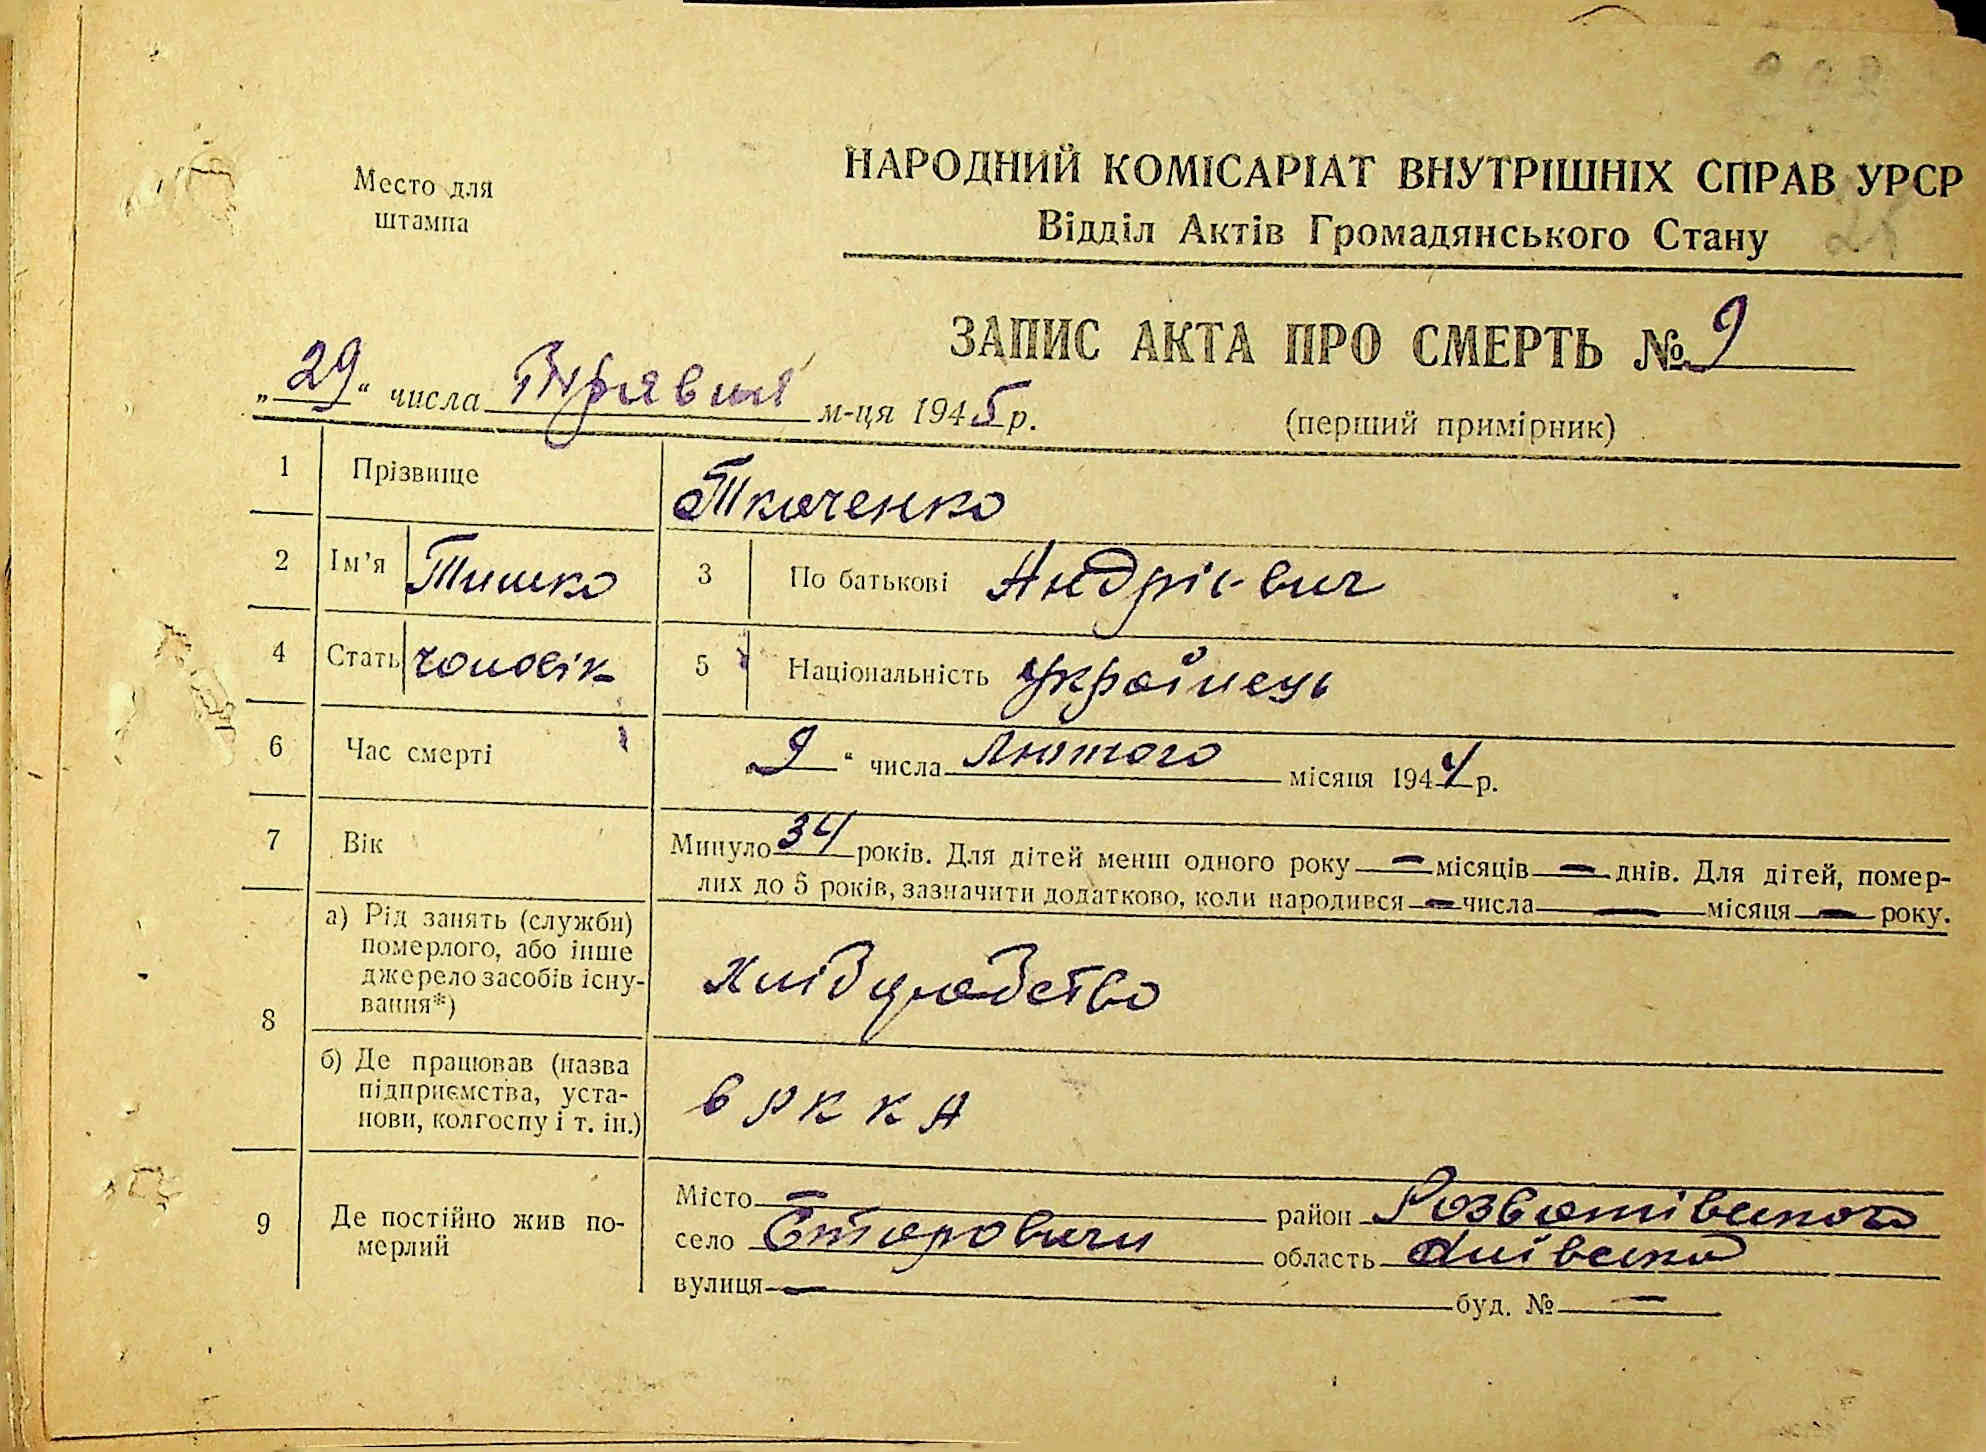 Место для
штампа
НАРОДНИЙ КОМІСАРІАТ ВНУТРІШНІХ СПРАВ УРСР
Відділ Актів Громадянського Стану
ЗАПИС АКТА ПРО СМЕРТЬ № 9
„29“ числа Травня м-ця 1945 р.
(перший примірник)
1 Прізвище Ткаченко
2 Ім’я Тишко 3 По батькові Андрієвич
4 Стать чоловік 5 Національність українець
6 Час смерті „9“ числа Лютого місяця 1944 р.
7 Вік Минуло 34 років. Для дітей менш одного року — місяців — днів. Для дітей, помер-
лих до 5 років, зазначити додатково, коли народився — числа — місяця — року.
8 а) Рід занять (служби)
померлого, або інше
джерело засобів існу-
вання*)
хлібородство
б) Де працював (назва
підприємства, уста-
нови, колгоспу і т. ін.)
в РККА
9 Де постійно жив по-
мерлий
Місто — район Розважівського
село Старовичи область Київська
вулиця — буд. № —